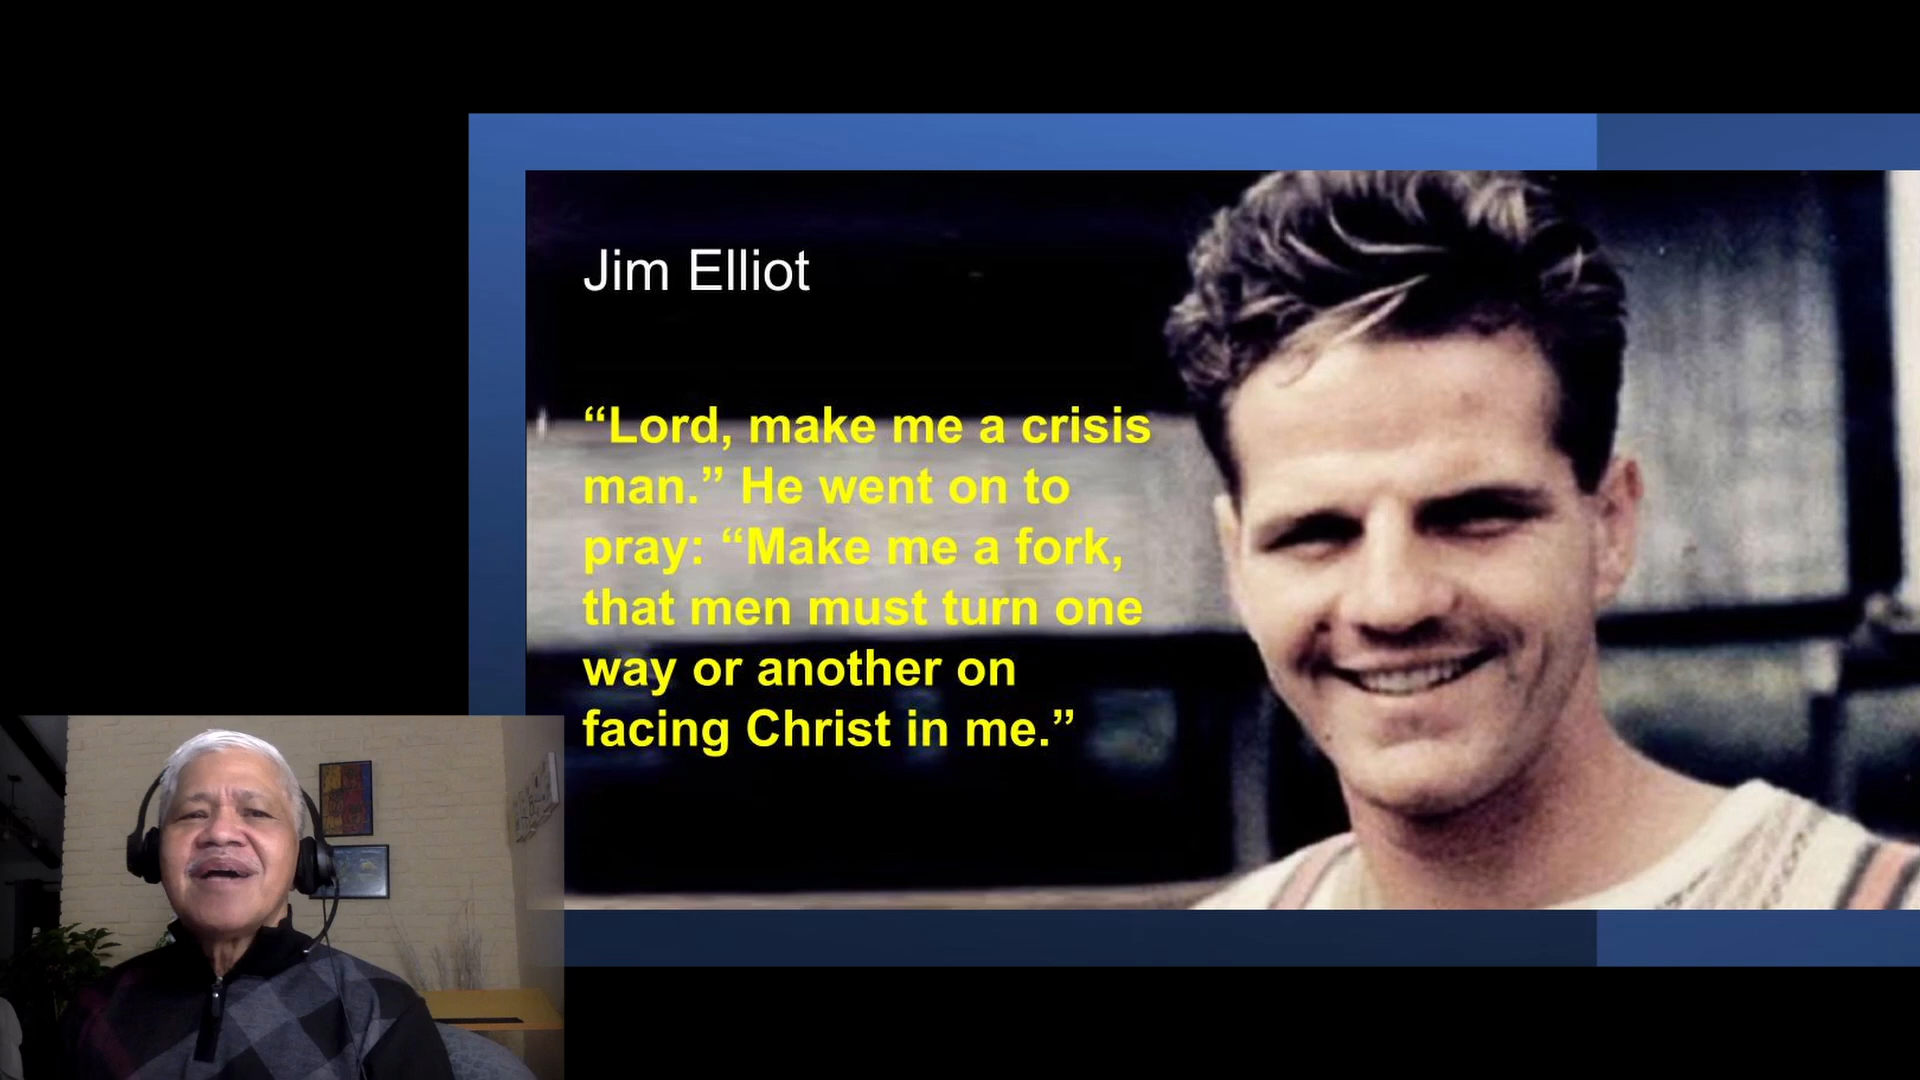 Jim Elliot
“Lord, make me a crisis
man.” He went on to
pray: “Make me a fork,
that men must turn one
way or another on
facing Christ in me.”